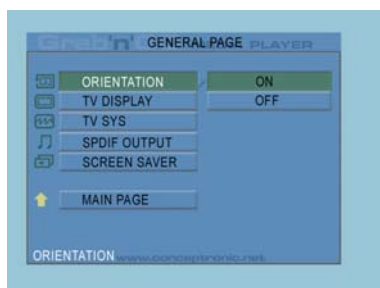 Grab'n'G PLAYER
GENERAL PAGE
ORIENTATION ON
TV DISPLAY OFF
TV SYS
SPDIF OUTPUT
SCREEN SAVER
MAIN PAGE
ORIENTATION www.conceptronic.net